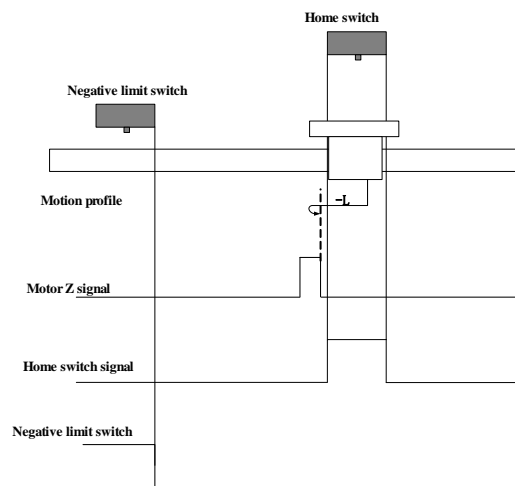 Home switch
Negative limit switch
Motion profile
-L
Motor Z signal
Home switch signal
Negative limit switch